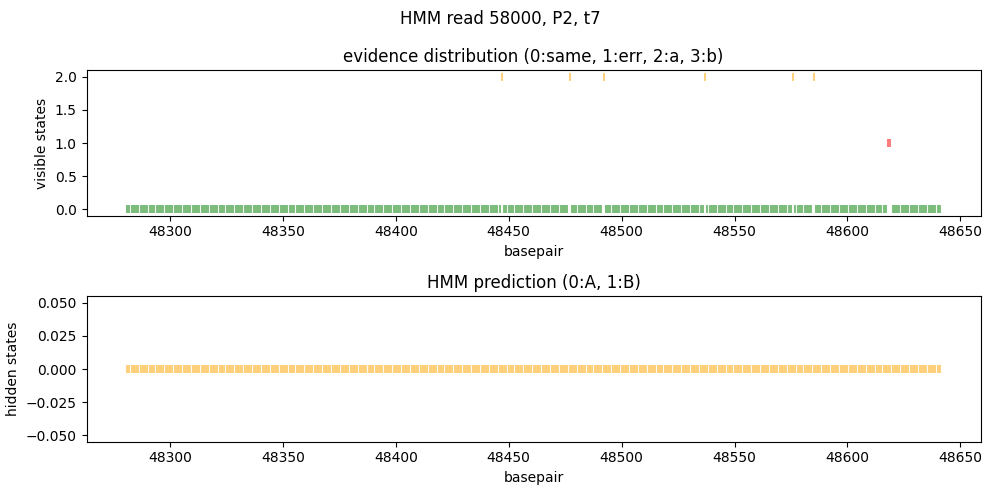 HMM read 58000, P2, t7
evidence distribution (0:same, 1:err, 2:a, 3:b)
2.0
1.5
1.0
0.5
0.0
visible states
48300 48350 48400 48450 48500 48550 48600 48650
basepair
HMM prediction (0:A, 1:B)
0.050
0.025
0.000
−0.025
−0.050
hidden states
48300 48350 48400 48450 48500 48550 48600 48650
basepair